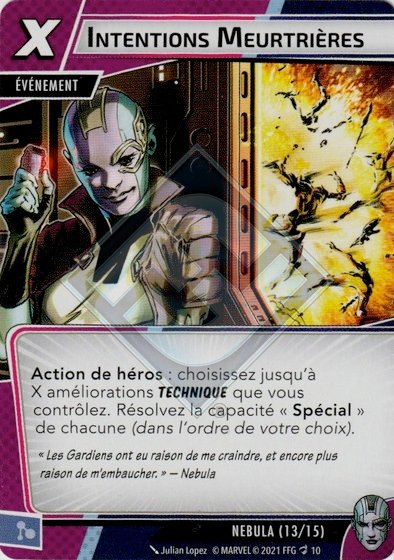 X
INTENTIONS MEURTRIÈRES
ÉVÉNEMENT
Action de héros : choisissez jusqu'à
X améliorations TECHNIQUE que vous
contrôlez. Résolvez la capacité « Spécial »
de chacune (dans l'ordre de votre choix).
« Les Gardiens ont eu raison de me craindre, et encore plus
raison de m'embaucher. » — Nebula
NEBULA (13/15)
Julian Lopez © MARVEL © 2021 FFG 10